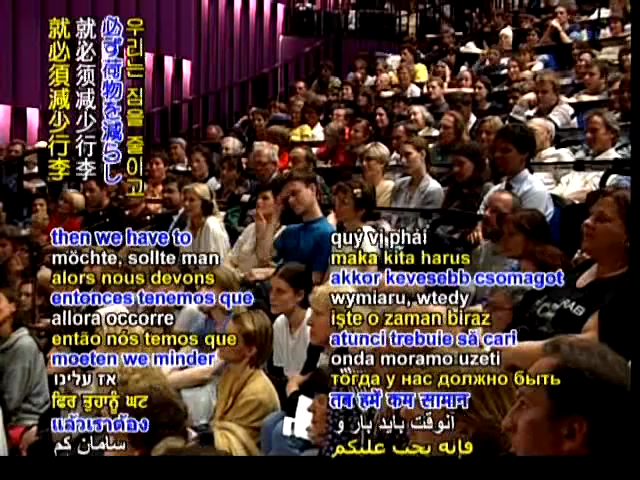 우리는 짐을 줄이고
必ず荷物を減らし
就必须减少行李
就必須減少行李
then we have to
möchte, sollte man
alors nous devons
entonces tenemos que
allora occorre
então nós temos que
moeten we minder
אז עלינו
ਫਿਰ ਤੁਹਾਨੂੰ ਘਟ
แล้วเราต้อง
سامان کم
quý vị phải
maka kita harus
akkor kevesebb csomagot
wymiaru, wtedy
işte o zaman biraz
atunci trebuie să cari
onda moramo uzeti
тогда у нас должно быть
तब हमें कम सामान
آنوقت باید بار و
فإنه يجب عليكم